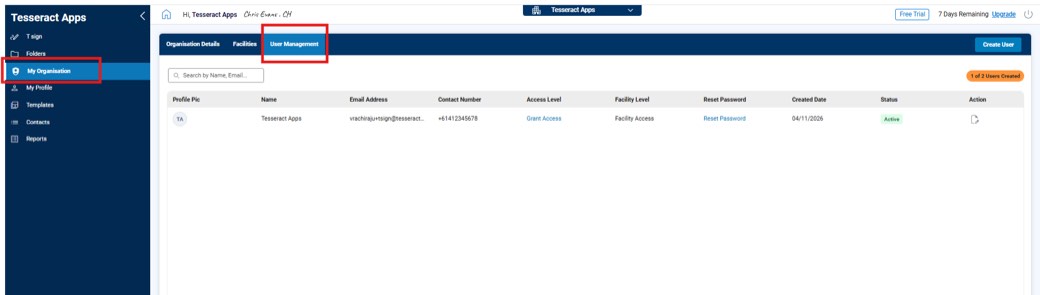 Tesseract Apps
Hi, Tesseract Apps Chris Evans, CH
Tesseract Apps
Free Trial 7 Days Remaining Upgrade
T sign
Folders
My Organisation
My Profile
Templates
Contacts
Reports
Organisation Details Facilities User Management Create User
Search by Name, Email...
1 of 2 Users Created
Profile Pic Name Email Address Contact Number Access Level Facility Level Reset Password Created Date Status Action
TA Tesseract Apps vrachiraju+tsign@tesseract... +61412345678 Grant Access Facility Access Reset Password 04/11/2026 Active